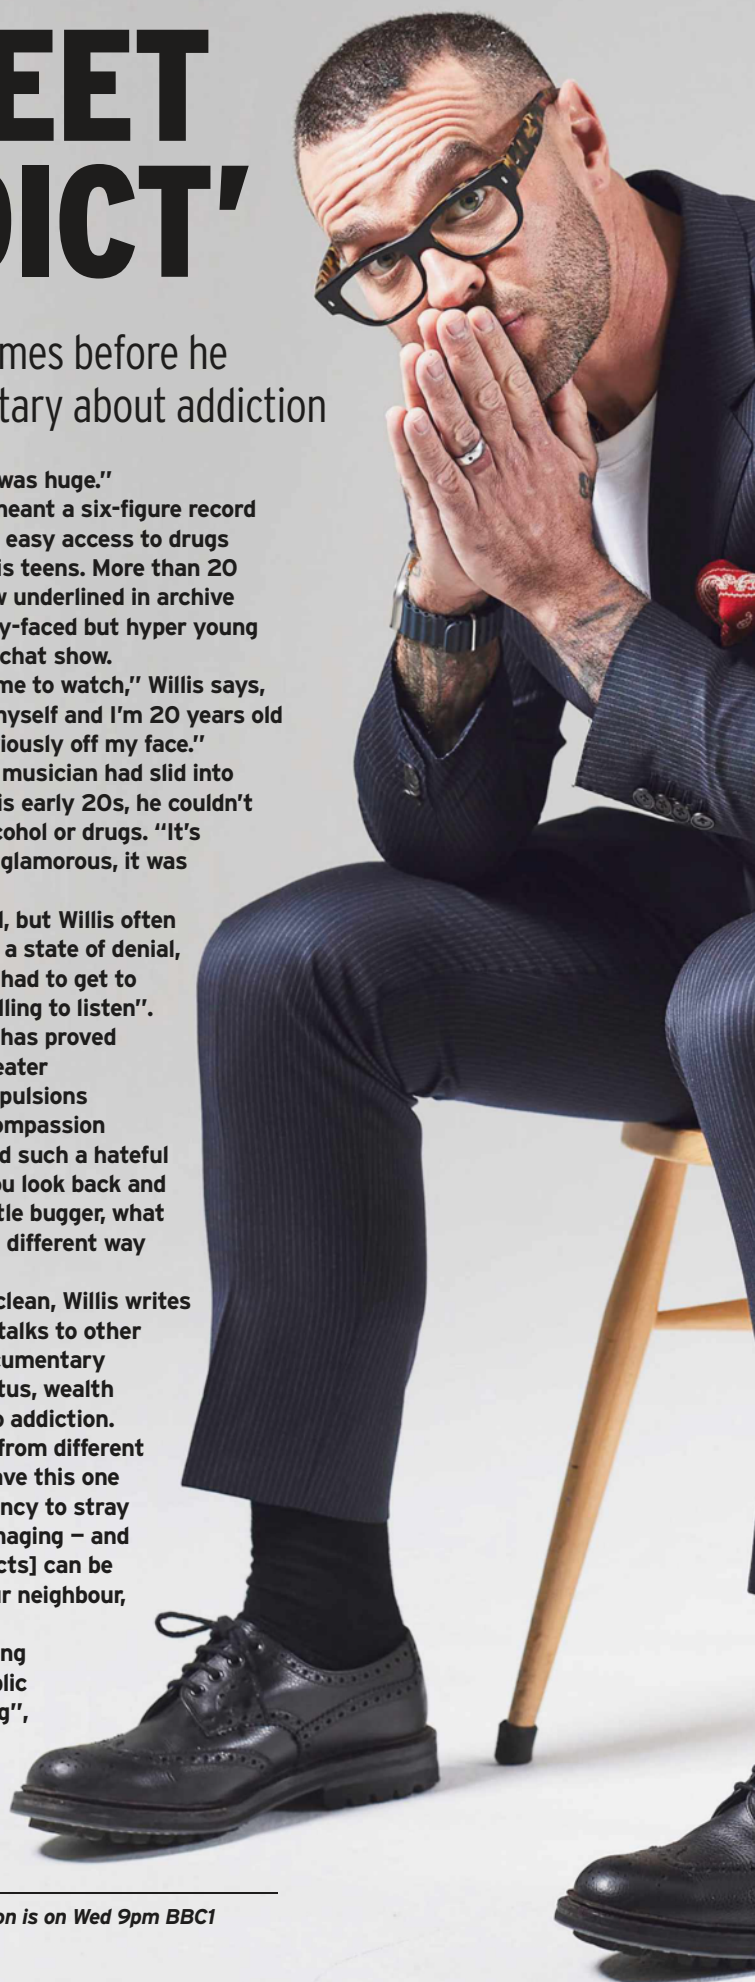 EET
DICT’
mes before he
tary about addiction
was huge.”
meant a six-figure record
easy access to drugs
is teens. More than 20
w underlined in archive
y-faced but hyper young
chat show.
me to watch,” Willis says,
myself and I’m 20 years old
iously off my face.”
musician had slid into
is early 20s, he couldn’t
cohol or drugs. “It’s
glamorous, it was
l, but Willis often
a state of denial,
had to get to
lling to listen”.
has proved
eater
pulsions
ompassion
d such a hateful
ou look back and
tle bugger, what
different way
clean, Willis writes
talks to other
cumentary
tus, wealth
o addiction.
from different
ave this one
ncy to stray
naging – and
cts] can be
ur neighbour,
ng
olic
g”,
on is on Wed 9pm BBC1